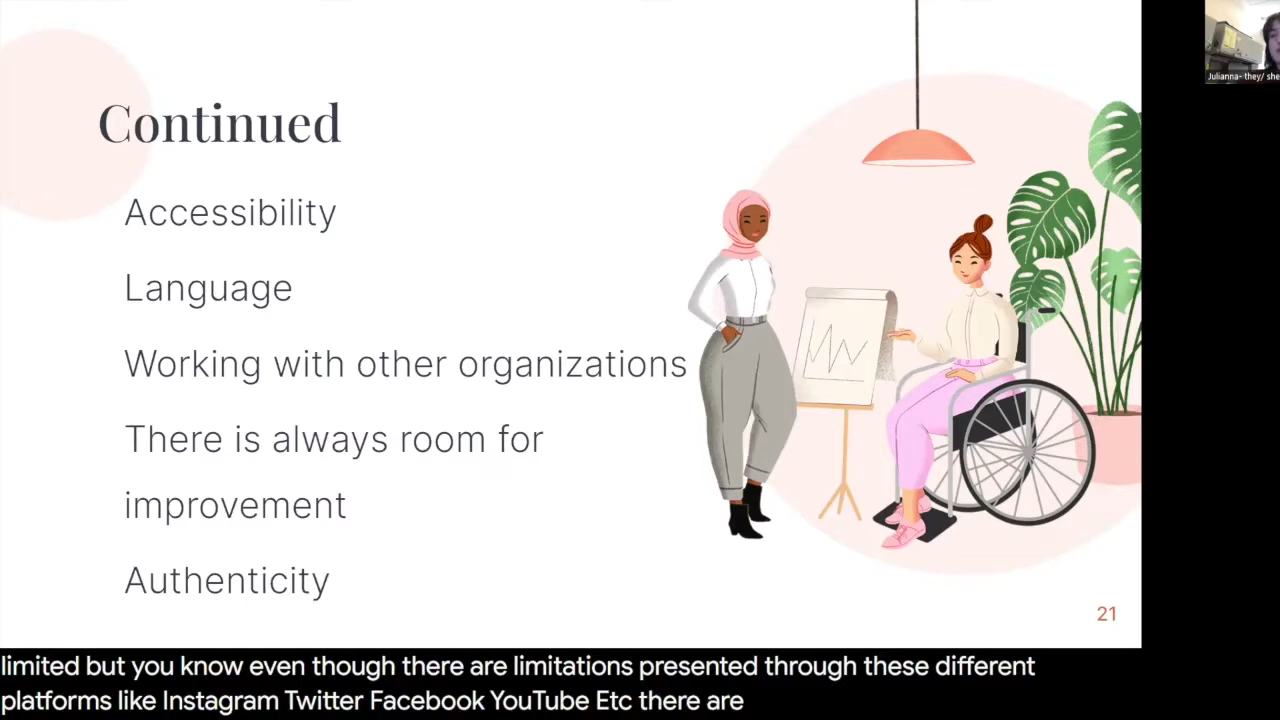 Continued
Accessibility
Language
Working with other organizations
There is always room for
improvement
Authenticity
21
Julianna- they/ she
limited but you know even though there are limitations presented through these different
platforms like Instagram Twitter Facebook YouTube Etc there are